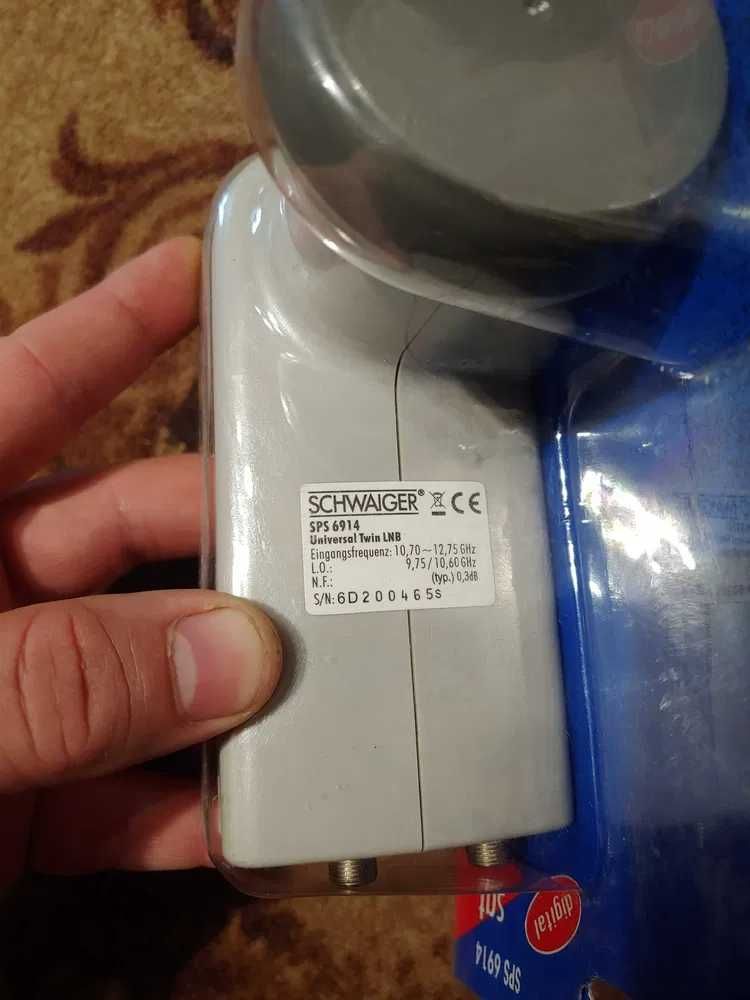 SCHWAIGER® CE
SPS 6914
Universal Twin LNB
Eingangsfrequenz: 10,70~12,75 GHz
L.O.: 9,75/10,60 GHz
N.F.: (typ.) 0,3dB
S/N: 6D200465s
digital
sat
SPS 6914